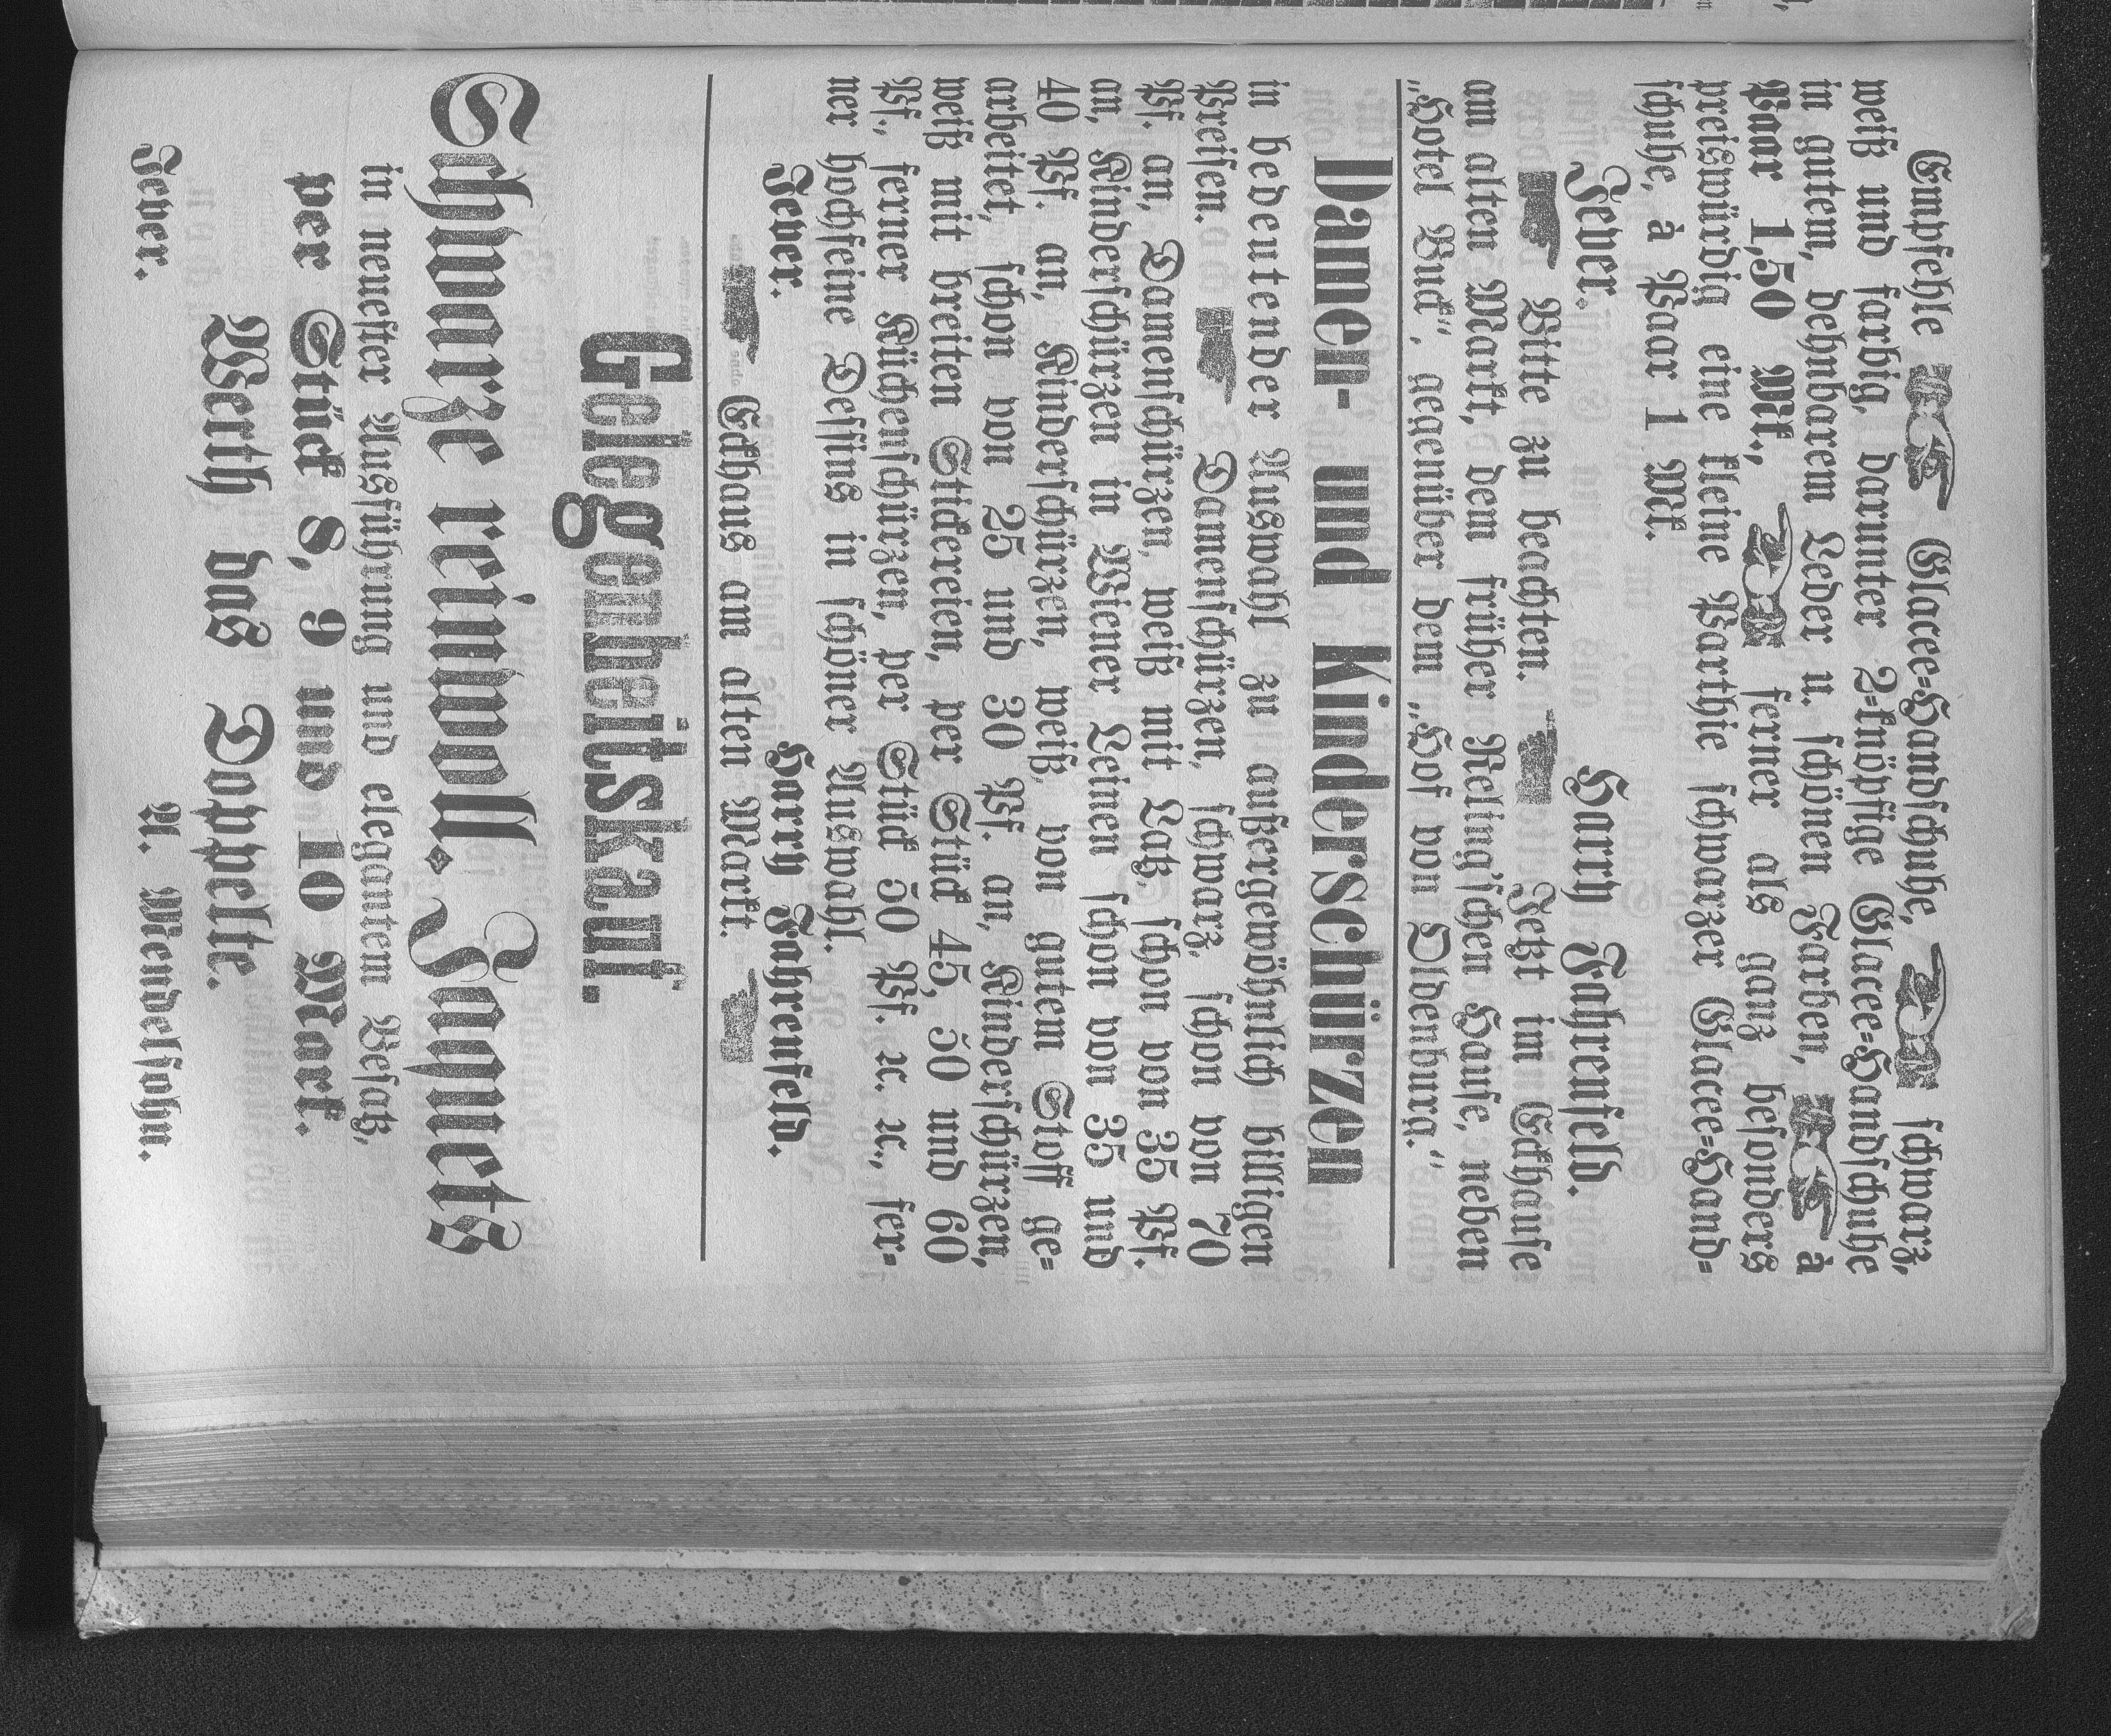 Empfehle Glacee=Handschuhe, schwarz,
weiß und farbig, darunter 2=knöpfige Glacee=Handschuhe
in gutem, dehnbarem Leder u. schönen Farben, à
Paar 1,50 Mk., ferner als ganz besonders
preiswürdig eine kleine Parthie schwarzer Glacee=Hand=
schuhe, à Paar 1 Mk.
Jever. Harry Fahrenfeld.
Bitte zu beachten. Jetzt im Eckhause
am alten Markt, dem früher Meling'schen Hause, neben
„Hotel Buck", gegenüber dem „Hof von Oldenburg."
Damen- und Kinderschürzen
in bedeutender Auswahl zu außergewöhnlich billigen
Preisen. Damenschürzen, schwarz, schon von 70
Pf. an, Damenschürzen, weiß mit Latz, schon von 35 Pf.
an, Kinderschürzen in Wiener Leinen schon von 35 und
40 Pf. an, Kinderschürzen, weiß, von gutem Stoff ge=
arbeitet, schon von 25 und 30 Pf. an, Kinderschürzen,
weiß mit breiten Stickereien, per Stück 45, 50 und 60
Pf., ferner Küchenschürzen, per Stück 50 Pf. ꝛc. ꝛc., fer=
ner hochfeine Dessins in schöner Auswahl.
Jever. Harry Fahrenfeld.
Eckhaus am alten Markt.
Gelegenheitskauf.
Schwarze reinwoll. Jaquets
in neuester Ausführung und elegantem Besatz,
per Stück 8, 9 und 10 Mark.
Werth das Doppelte.
Jever. A. Mendelsohn.